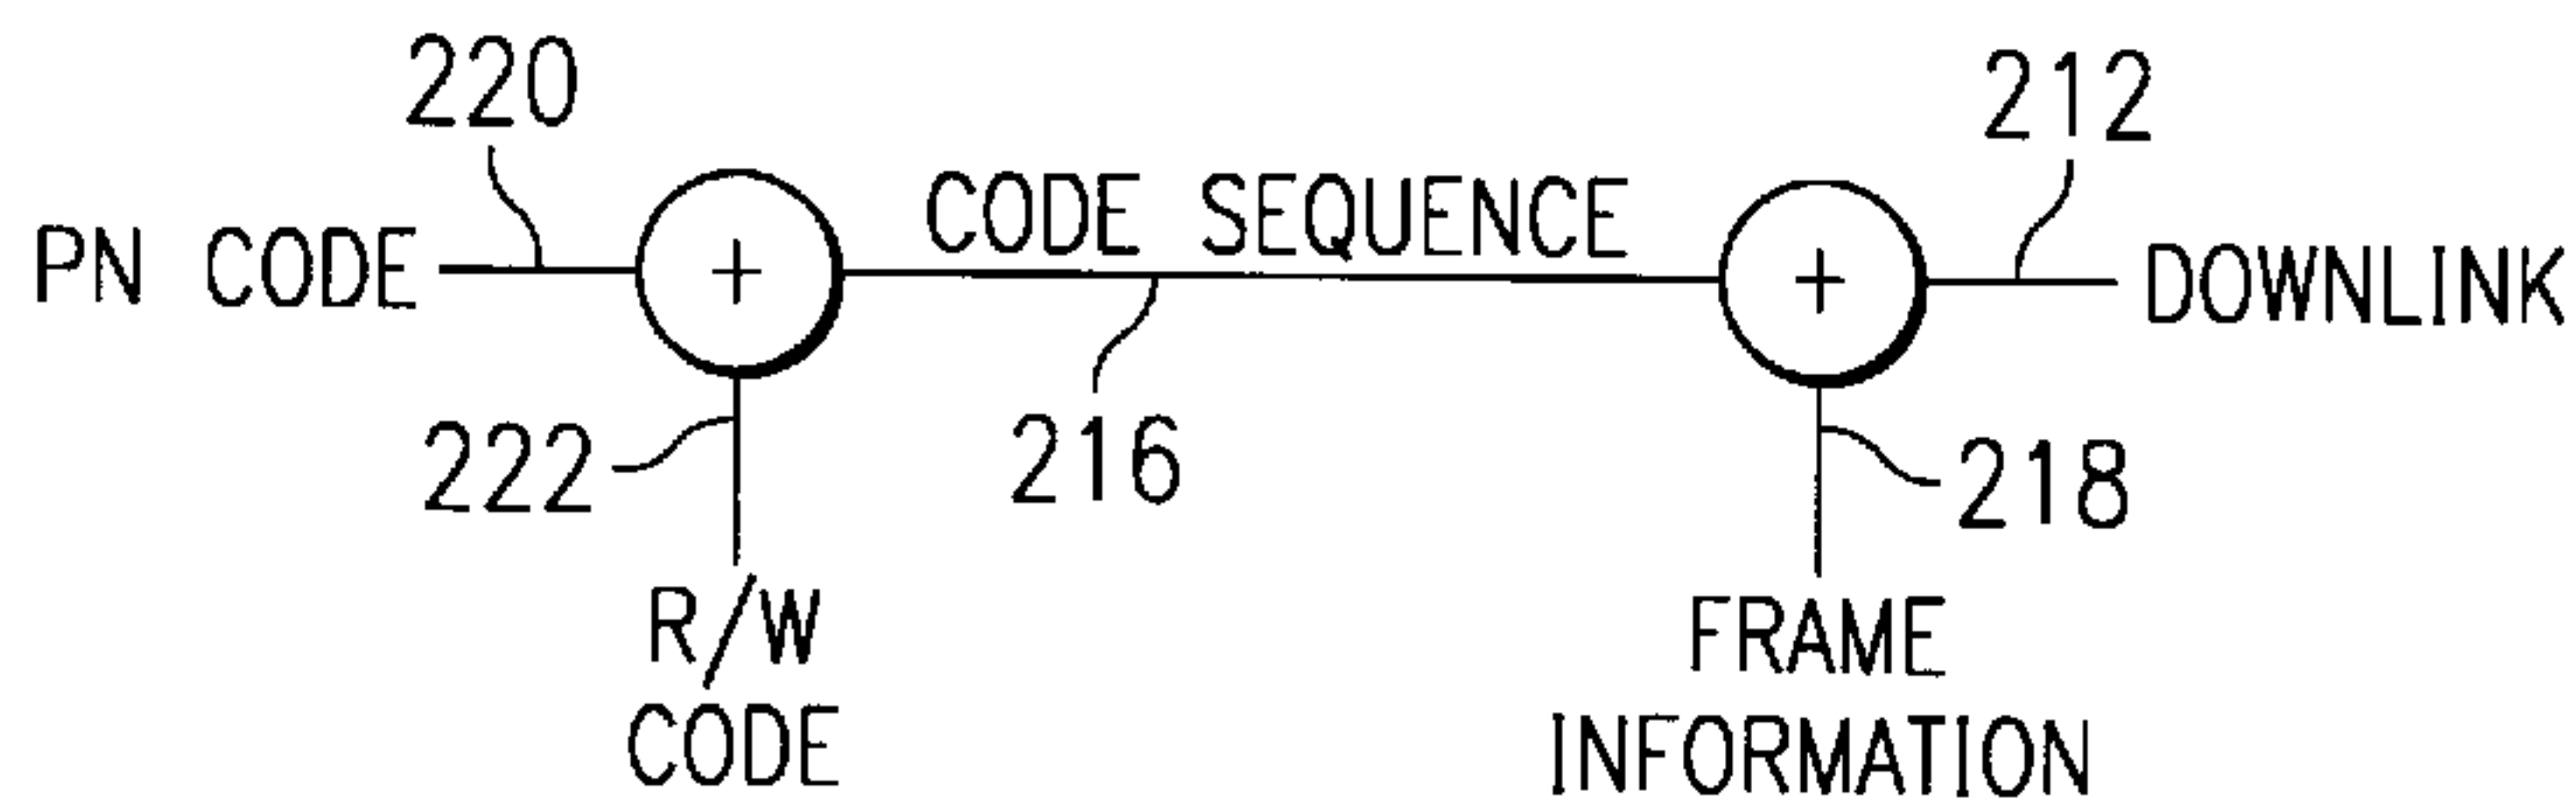 220
212
PN CODE
+
CODE SEQUENCE
+
DOWNLINK
222
216
218
R/W
CODE
FRAME
INFORMATION